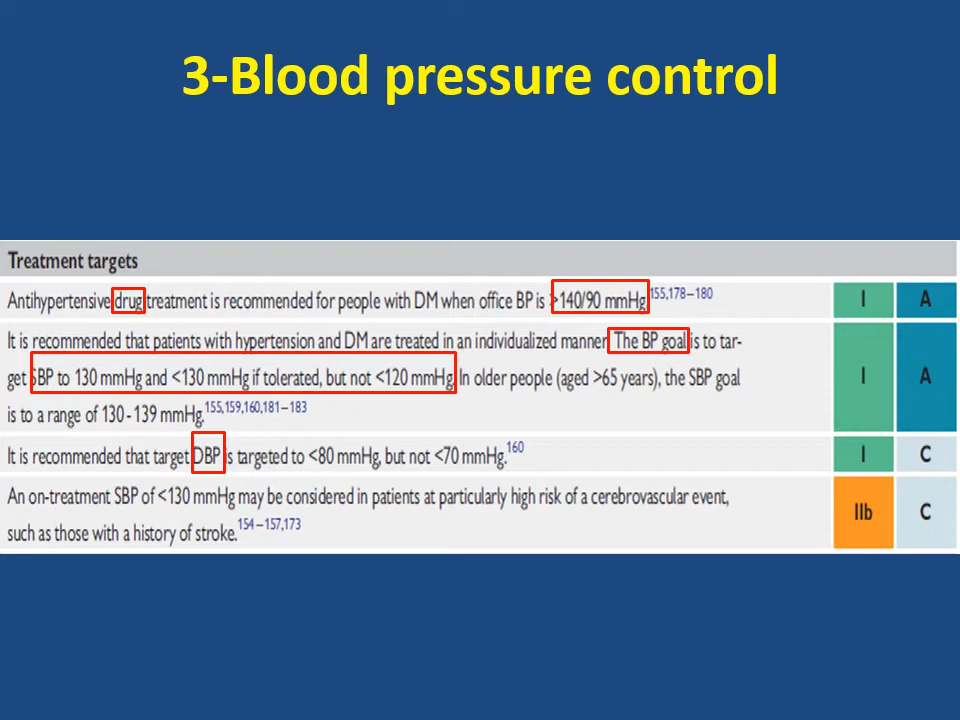 3-Blood pressure control
Treatment targets
Antihypertensive drug treatment is recommended for people with DM when office BP is >140/90 mmHg.155,178–180
I
A
It is recommended that patients with hypertension and DM are treated in an individualized manner. The BP goal is to tar-
get SBP to 130 mmHg and <130 mmHg if tolerated, but not <120 mmHg. In older people (aged >65 years), the SBP goal
is to a range of 130 - 139 mmHg.155,159,160,181–183
I
A
It is recommended that target DBP is targeted to <80 mmHg, but not <70 mmHg.160
I
C
An on-treatment SBP of <130 mmHg may be considered in patients at particularly high risk of a cerebrovascular event,
such as those with a history of stroke.154–157,173
IIb
C